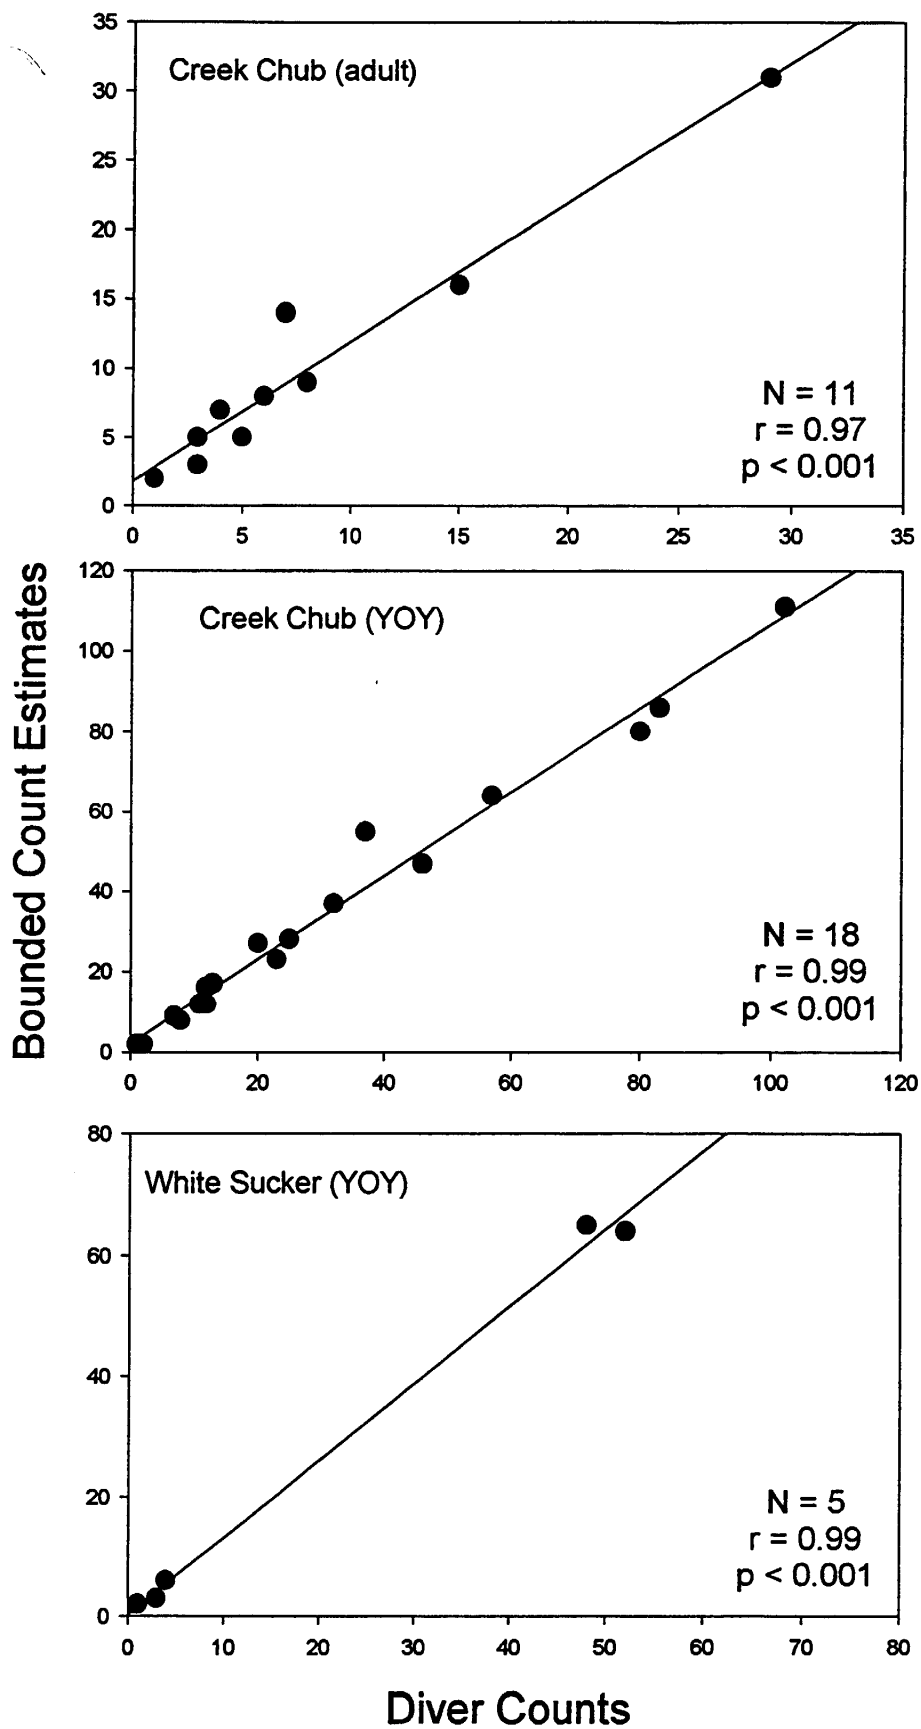 Creek Chub (adult)
35
30
25
20
15
10
5
0
N = 11
r = 0.97
p < 0.001
0 5 10 15 20 25 30 35
Bounded Count Estimates
Creek Chub (YOY)
120
100
80
60
40
20
0
N = 18
r = 0.99
p < 0.001
0 20 40 60 80 100 120
White Sucker (YOY)
80
60
40
20
0
N = 5
r = 0.99
p < 0.001
0 10 20 30 40 50 60 70 80
Diver Counts